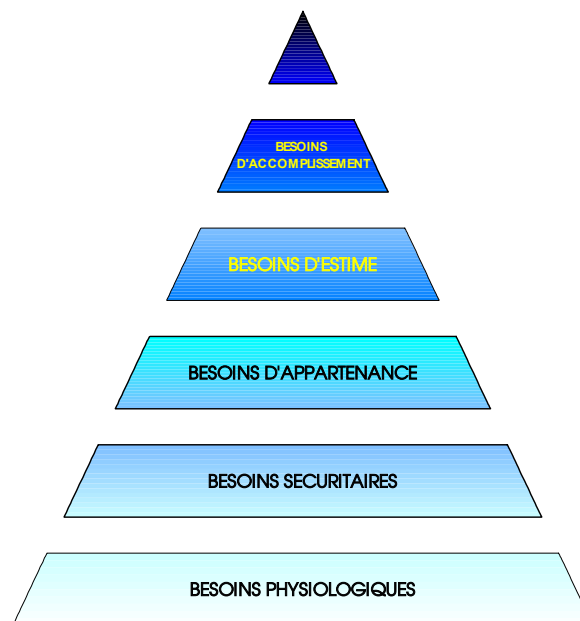 BESOINS
D'ACCOMPLISSEMENT
BESOINS D'ESTIME
BESOINS D'APPARTENANCE
BESOINS SECURITAIRES
BESOINS PHYSIOLOGIQUES